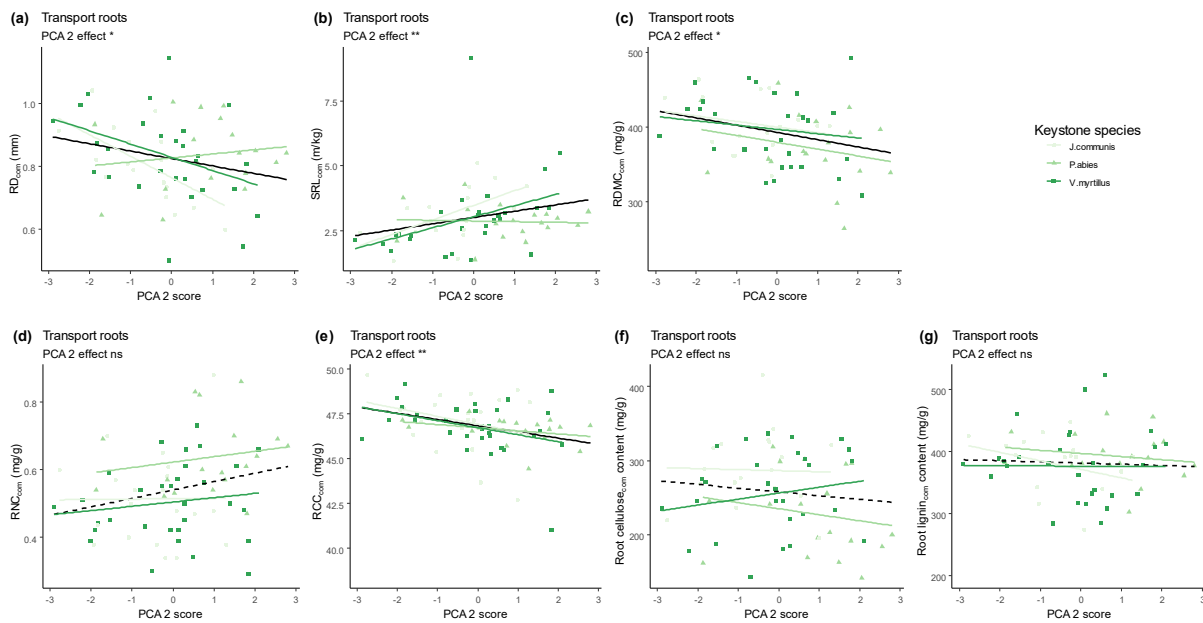 (a) Transport roots
PCA 2 effect *
RDcom (mm)
1.0
0.8
0.6
-3 -2 -1 0 1 2 3
PCA 2 score
(b) Transport roots
PCA 2 effect **
SRLcom (m/kg)
7.5
5.0
2.5
-3 -2 -1 0 1 2 3
PCA 2 score
(c) Transport roots
PCA 2 effect *
RDMCcom (mg/g)
500
400
300
-3 -2 -1 0 1 2 3
PCA 2 score
Keystone species
J.communis
P.abies
V.myrtillus
(d) Transport roots
PCA 2 effect ns
RNCcom (mg/g)
0.8
0.6
0.4
-3 -2 -1 0 1 2 3
PCA 2 score
(e) Transport roots
PCA 2 effect **
RCCcom (mg/g)
50.0
47.5
45.0
42.5
40.0
-3 -2 -1 0 1 2 3
PCA 2 score
(f) Transport roots
PCA 2 effect ns
Root cellulosecom content (mg/g)
400
300
200
-3 -2 -1 0 1 2 3
PCA 2 score
(g) Transport roots
PCA 2 effect ns
Root lignincom content (mg/g)
500
400
300
200
-3 -2 -1 0 1 2 3
PCA 2 score